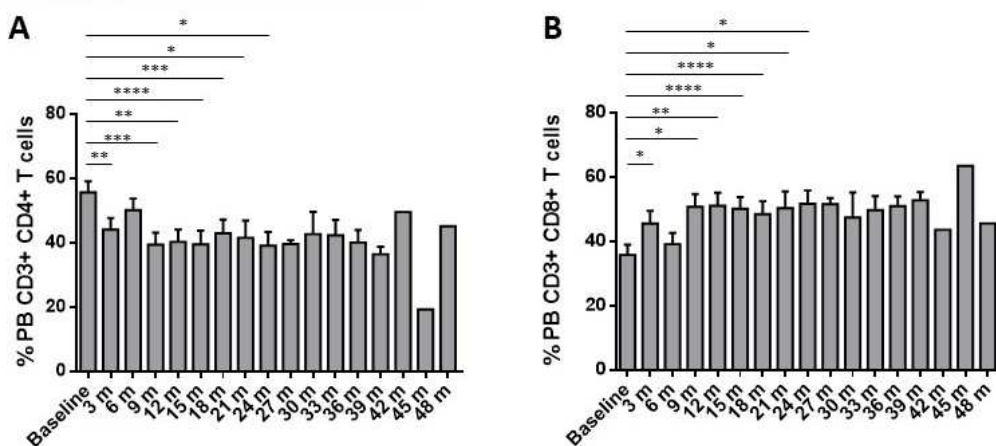 A
*
*
***
****
**
***
**
80
60
40
20
0
% PB CD3+ CD4+ T cells
Baseline
3 m
6 m
9 m
12 m
15 m
18 m
21 m
24 m
27 m
30 m
33 m
36 m
39 m
42 m
45 m
48 m
B
*
*
****
****
**
*
*
80
60
40
20
0
% PB CD3+ CD8+ T cells
Baseline
3 m
6 m
9 m
12 m
15 m
18 m
21 m
24 m
27 m
30 m
33 m
36 m
39 m
42 m
45 m
48 m